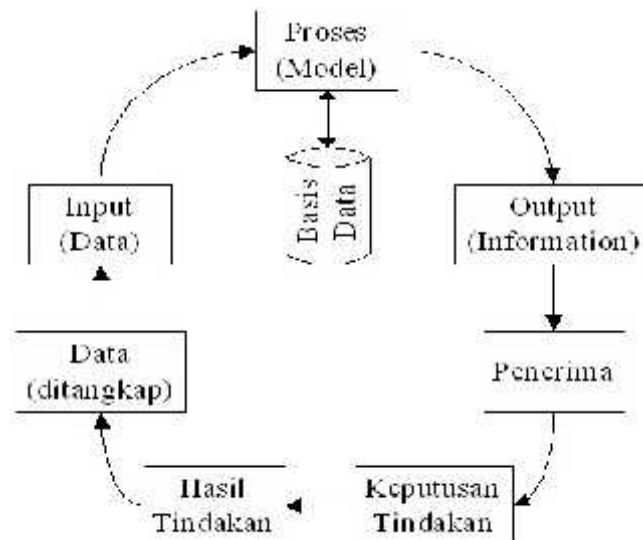 Proses
(Model)
Basis
Data
Input
(Data)
Output
(Information)
Data
(ditangkap)
Penerima
Hasil
Tindakan
Keputusan
Tindakan